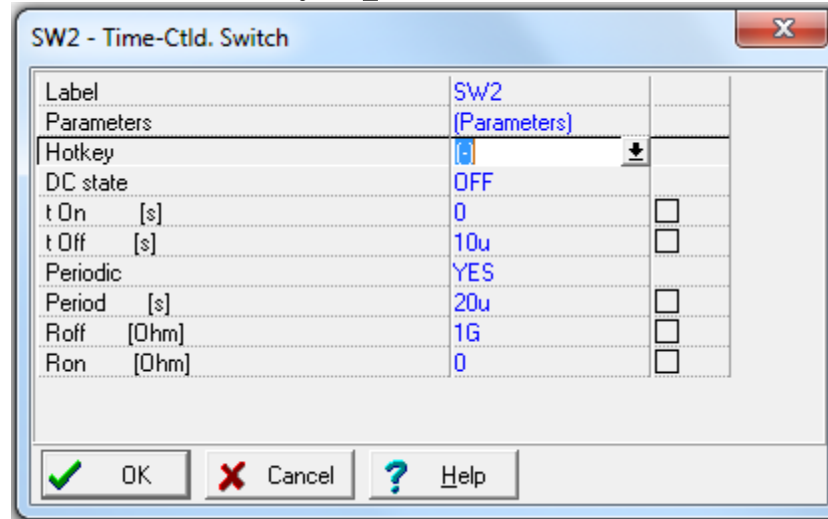 SW2 - Time-Ctld. Switch
Label SW2
Parameters (Parameters)
Hotkey (-)
DC state OFF
t On [s] 0
t Off [s] 10u
Periodic YES
Period [s] 20u
Roff [Ohm] 1G
Ron [Ohm] 0
OK Cancel ? Help